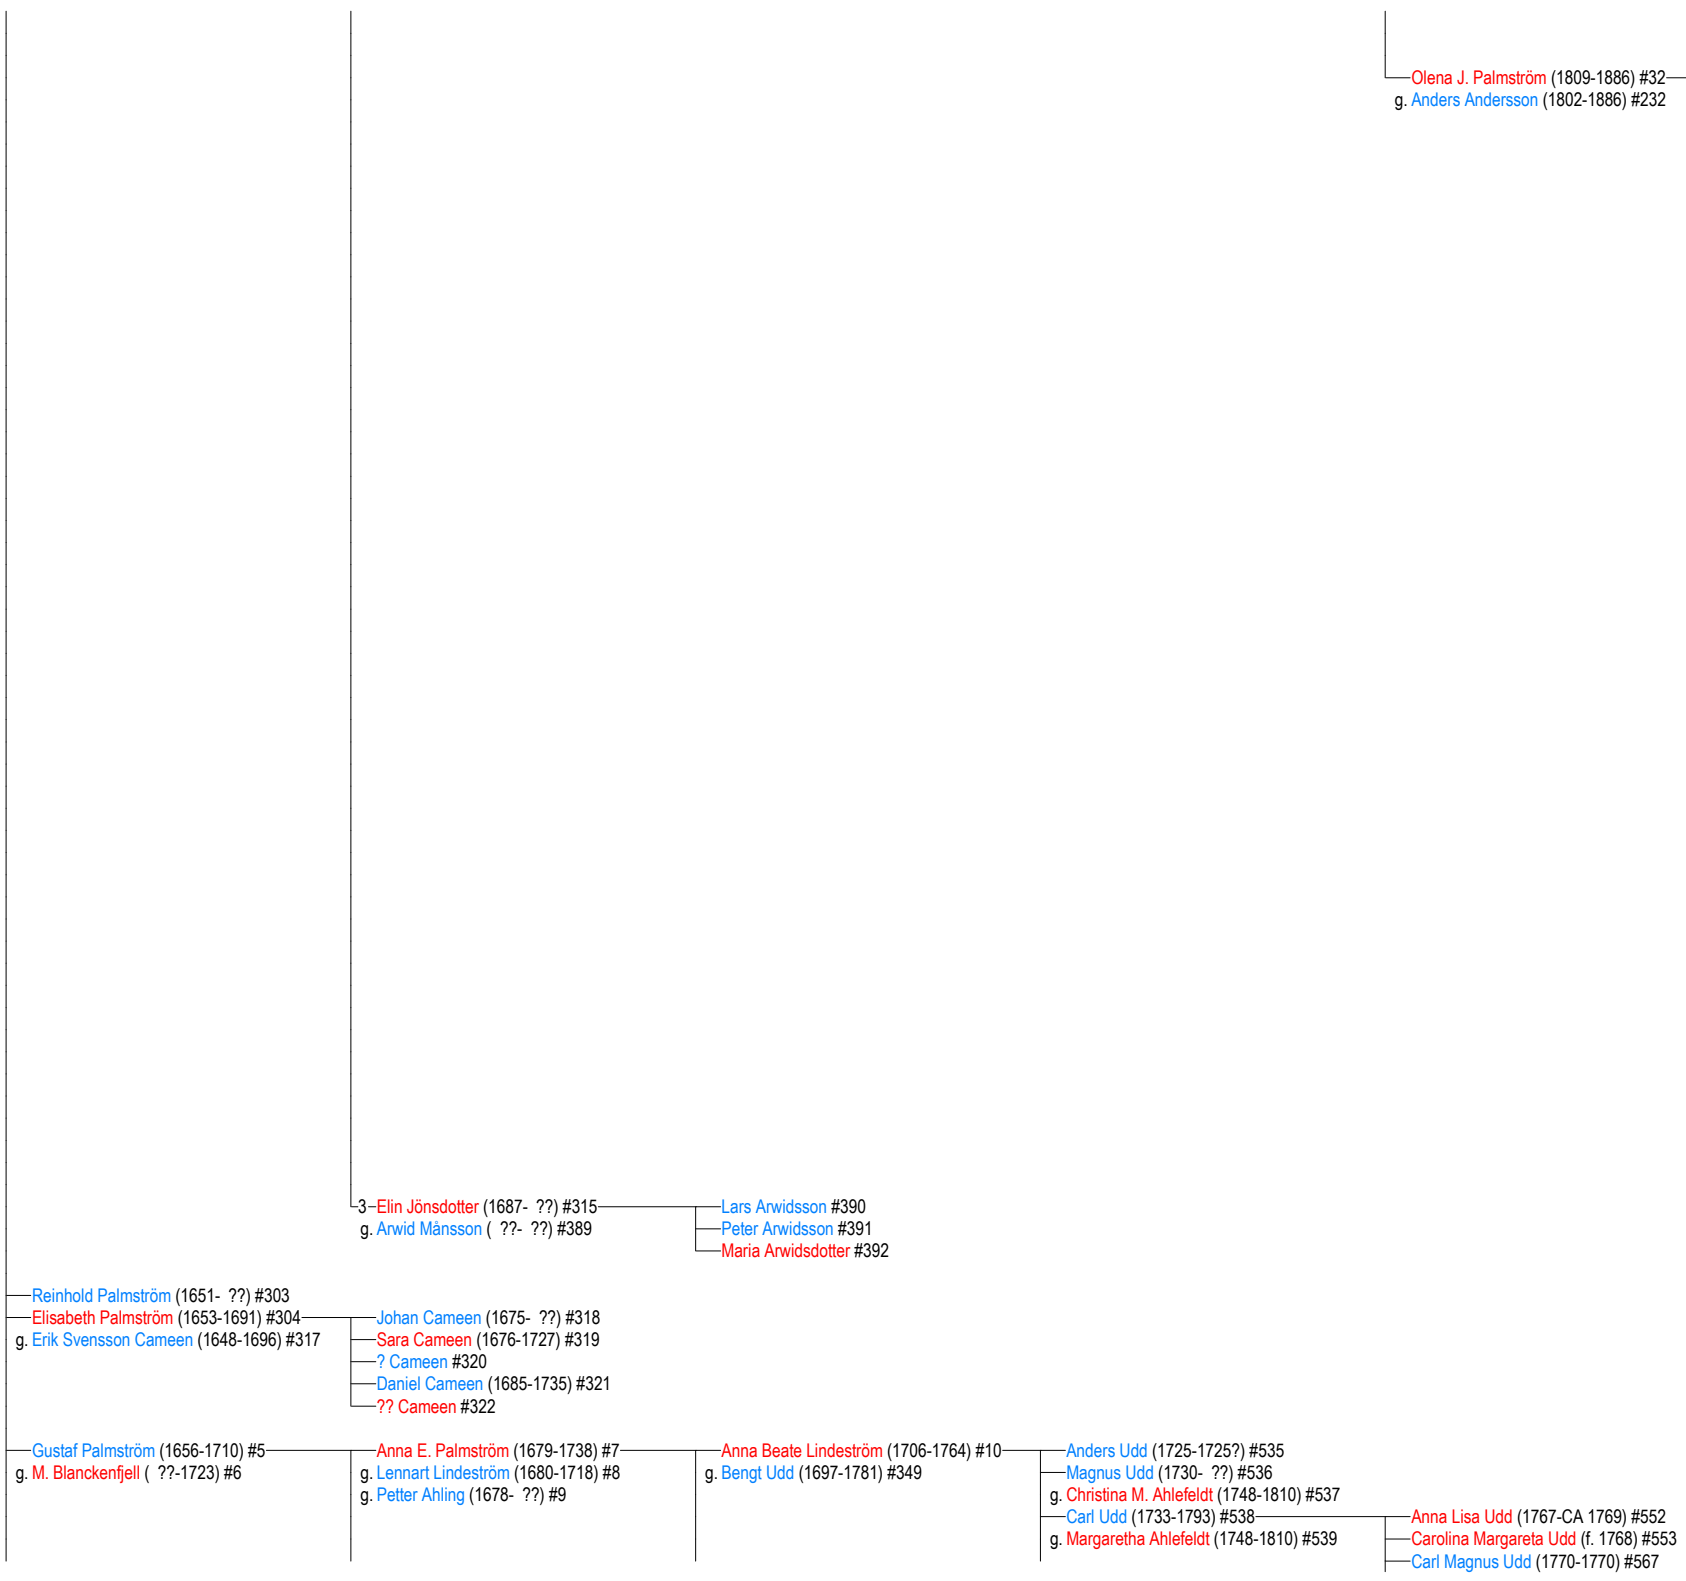 Olena J. Palmström (1809-1886) #32
g. Anders Andersson (1802-1886) #232
3 Elin Jönsdotter (1687- ??) #315 Lars Arwidsson #390
g. Arwid Månsson ( ??- ??) #389 Peter Arwidsson #391
Maria Arwidsdotter #392
Reinhold Palmström (1651- ??) #303
Elisabeth Palmström (1653-1691) #304 Johan Cameen (1675- ??) #318
g. Erik Svensson Cameen (1648-1696) #317 Sara Cameen (1676-1727) #319
? Cameen #320
Daniel Cameen (1685-1735) #321
?? Cameen #322
Gustaf Palmström (1656-1710) #5 Anna E. Palmström (1679-1738) #7 Anna Beate Lindeström (1706-1764) #10 Anders Udd (1725-1725?) #535
g. M. Blanckenfjell ( ??-1723) #6 g. Lennart Lindeström (1680-1718) #8 g. Bengt Udd (1697-1781) #349 Magnus Udd (1730- ??) #536
g. Petter Ahling (1678- ??) #9 g. Christina M. Ahlefeldt (1748-1810) #537
Carl Udd (1733-1793) #538 Anna Lisa Udd (1767-CA 1769) #552
g. Margaretha Ahlefeldt (1748-1810) #539 Carolina Margareta Udd (f. 1768) #553
Carl Magnus Udd (1770-1770) #567